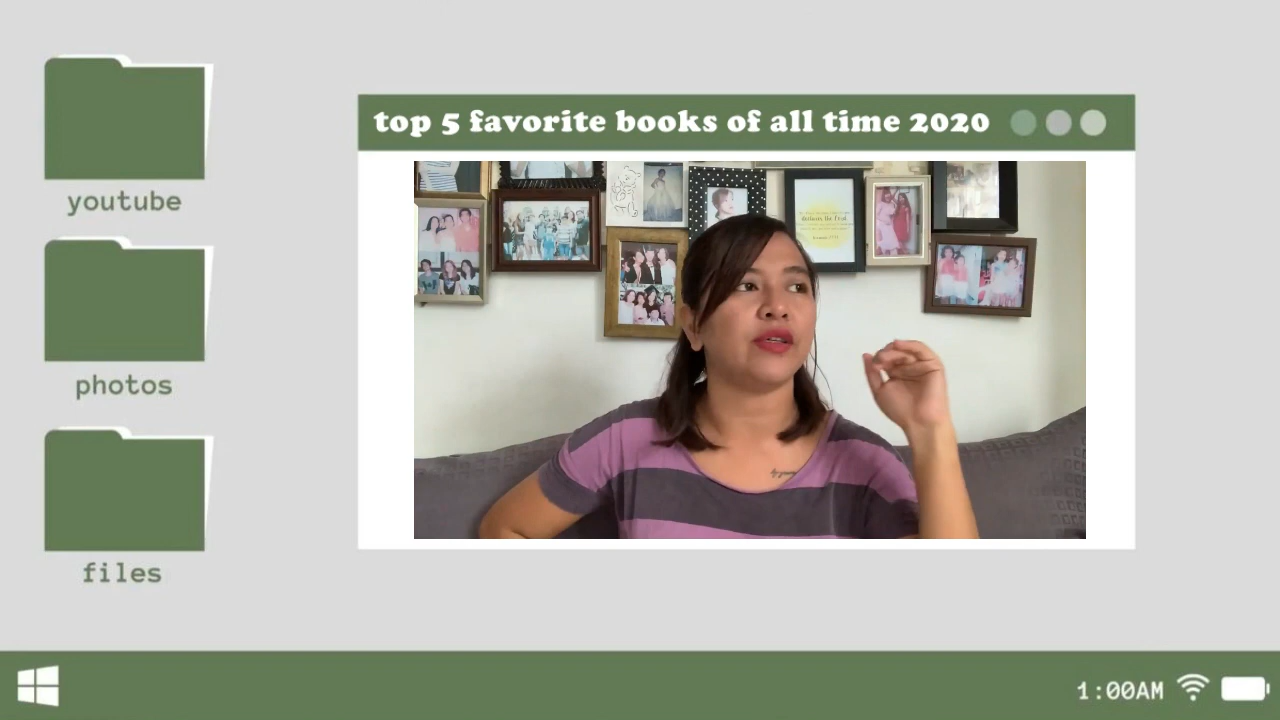 top 5 favorite books of all time 2020
youtube
photos
files
1:00AM